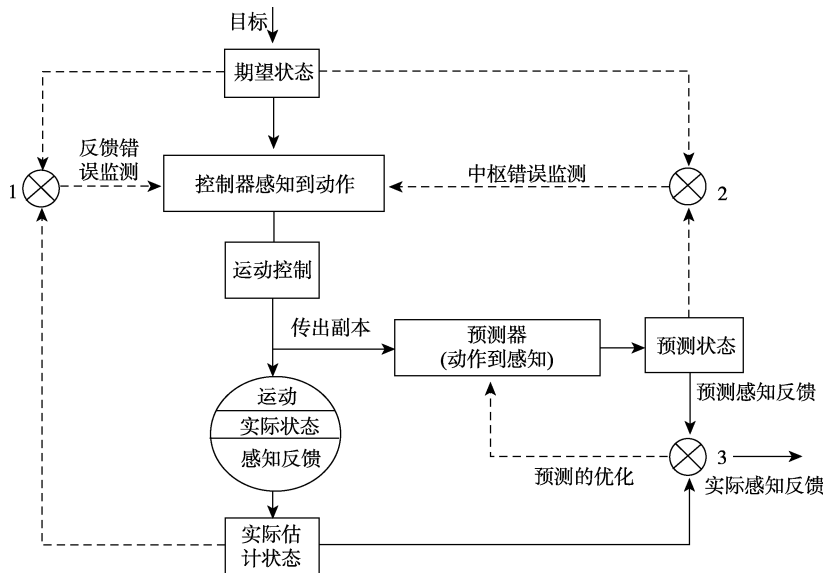 目标
期望状态
反馈错
误监测
1
控制器感知到动作
中枢错误监测
2
运动控制
传出副本
预测器
(动作到感知)
预测状态
运动
实际状态
感知反馈
预测感知反馈
3
预测的优化
实际感知反馈
实际估
计状态